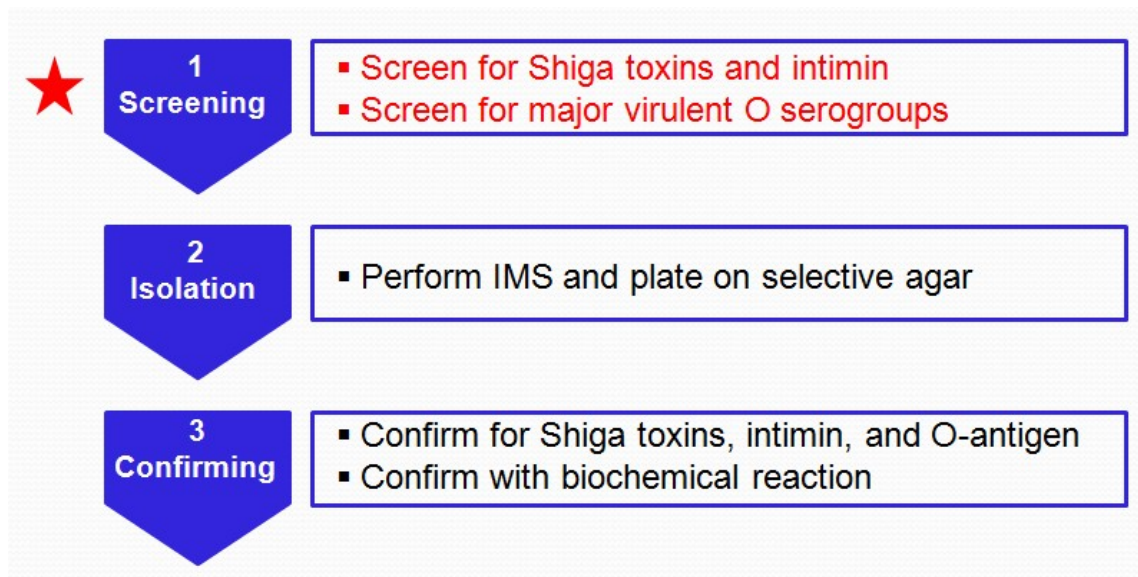 1
Screening
▪ Screen for Shiga toxins and intimin
▪ Screen for major virulent O serogroups
2
Isolation
▪ Perform IMS and plate on selective agar
3
Confirming
▪ Confirm for Shiga toxins, intimin, and O-antigen
▪ Confirm with biochemical reaction